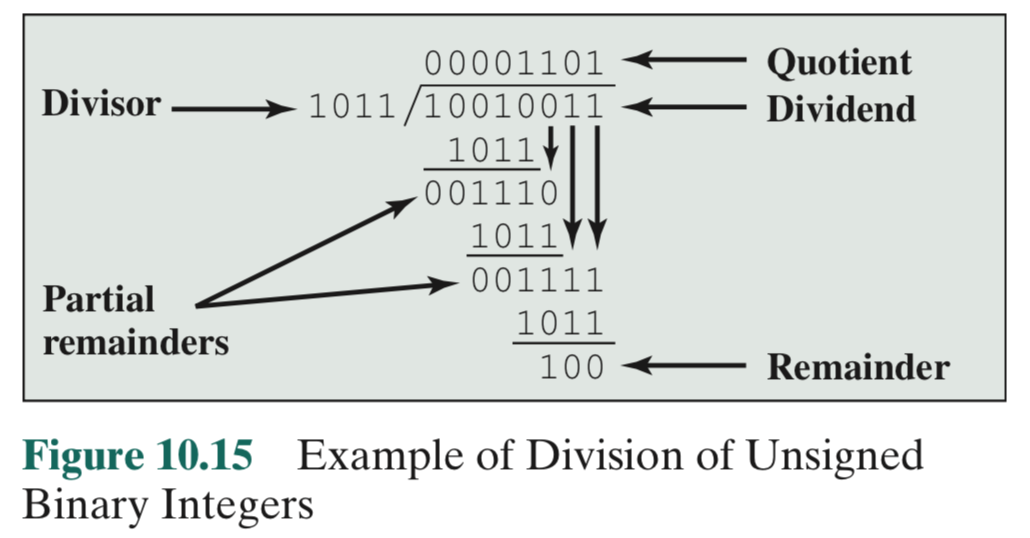 00001101 Quotient
Divisor 1011 10010011 Dividend
1011
001110
1011
001111
Partial
remainders
1011
100 Remainder
Figure 10.15 Example of Division of Unsigned
Binary Integers